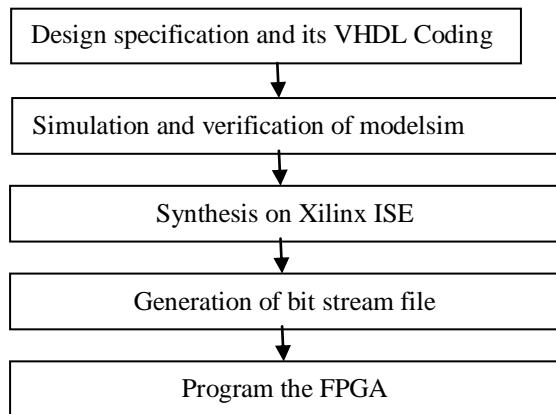 Design specification and its VHDL Coding
Simulation and verification of modelsim
Synthesis on Xilinx ISE
Generation of bit stream file
Program the FPGA